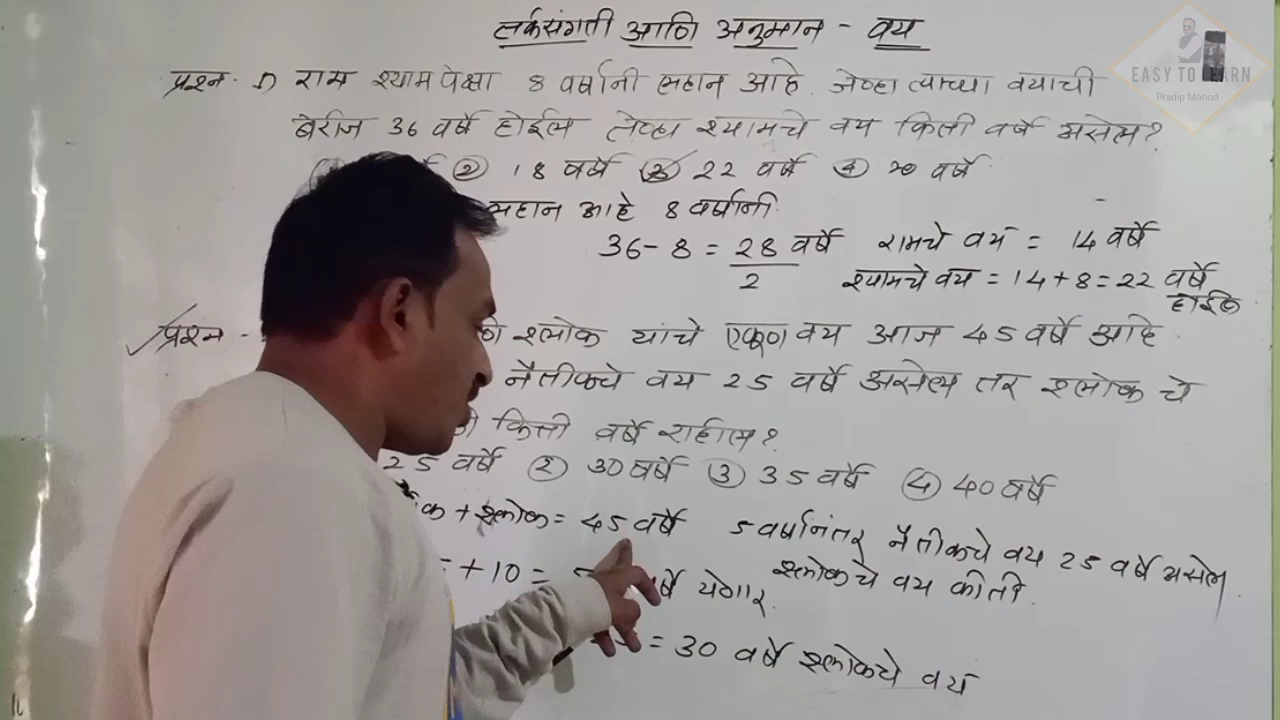 तर्कसंगती आणि अनुमान - वय
प्रश्न - 1) राम श्याम पेक्षा 8 वर्षांनी लहान आहे. जेव्हा त्याच्या वयाची
बेरीज 36 वर्षे होईल तेव्हा श्यामचे वय किती वर्षे असेल?
② 18 वर्षे ③ 22 वर्षे ④ 20 वर्षे
लहान आहे 8 वर्षांनी
36 - 8 = 28 वर्षे रामचे वय = 14 वर्षे
2 श्यामचे वय = 14 + 8 = 22 वर्षे
होईल
प्रश्न - श्लोक यांचे एकूण वय आज 45 वर्षे आहे.
नैतीकचे वय 25 वर्षे असेल तर श्लोक चे
किती वर्षे राहील?
25 वर्षे ② 30 वर्षे ③ 35 वर्षे ④ 40 वर्षे
+ श्लोक = 45 वर्षे 5 वर्षानंतर नैतीकचे वय 25 वर्षे असेल
+ 10 = येणार. श्लोकचे वय कीती
= 30 वर्षे श्लोकचे वय
EASY TO LEARN
Pradip Mohod